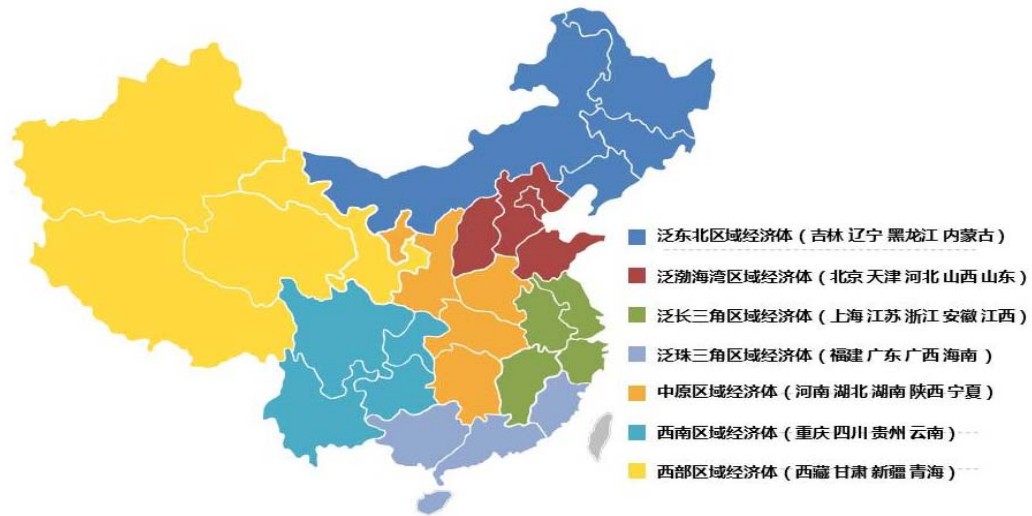 泛东北区域经济体（吉林 辽宁 黑龙江 内蒙古）
泛渤海湾区域经济体（北京 天津 河北 山西 山东）
泛长三角区域经济体（上海 江苏 浙江 安徽 江西）
泛珠三角区域经济体（福建 广东 广西 海南 ）
中原区域经济体（河南 湖北 湖南 陕西 宁夏）
西南区域经济体（重庆 四川 贵州 云南）
西部区域经济体（西藏 甘肃 新疆 青海）